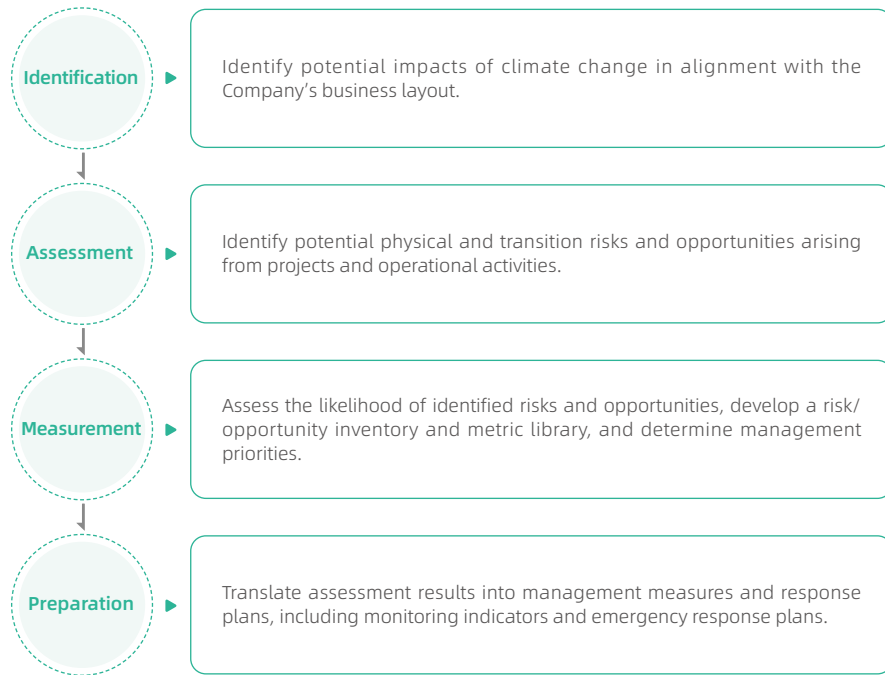 Identification
Identify potential impacts of climate change in alignment with the
Company’s business layout.
Assessment
Identify potential physical and transition risks and opportunities arising
from projects and operational activities.
Measurement
Assess the likelihood of identified risks and opportunities, develop a risk/
opportunity inventory and metric library, and determine management
priorities.
Preparation
Translate assessment results into management measures and response
plans, including monitoring indicators and emergency response plans.